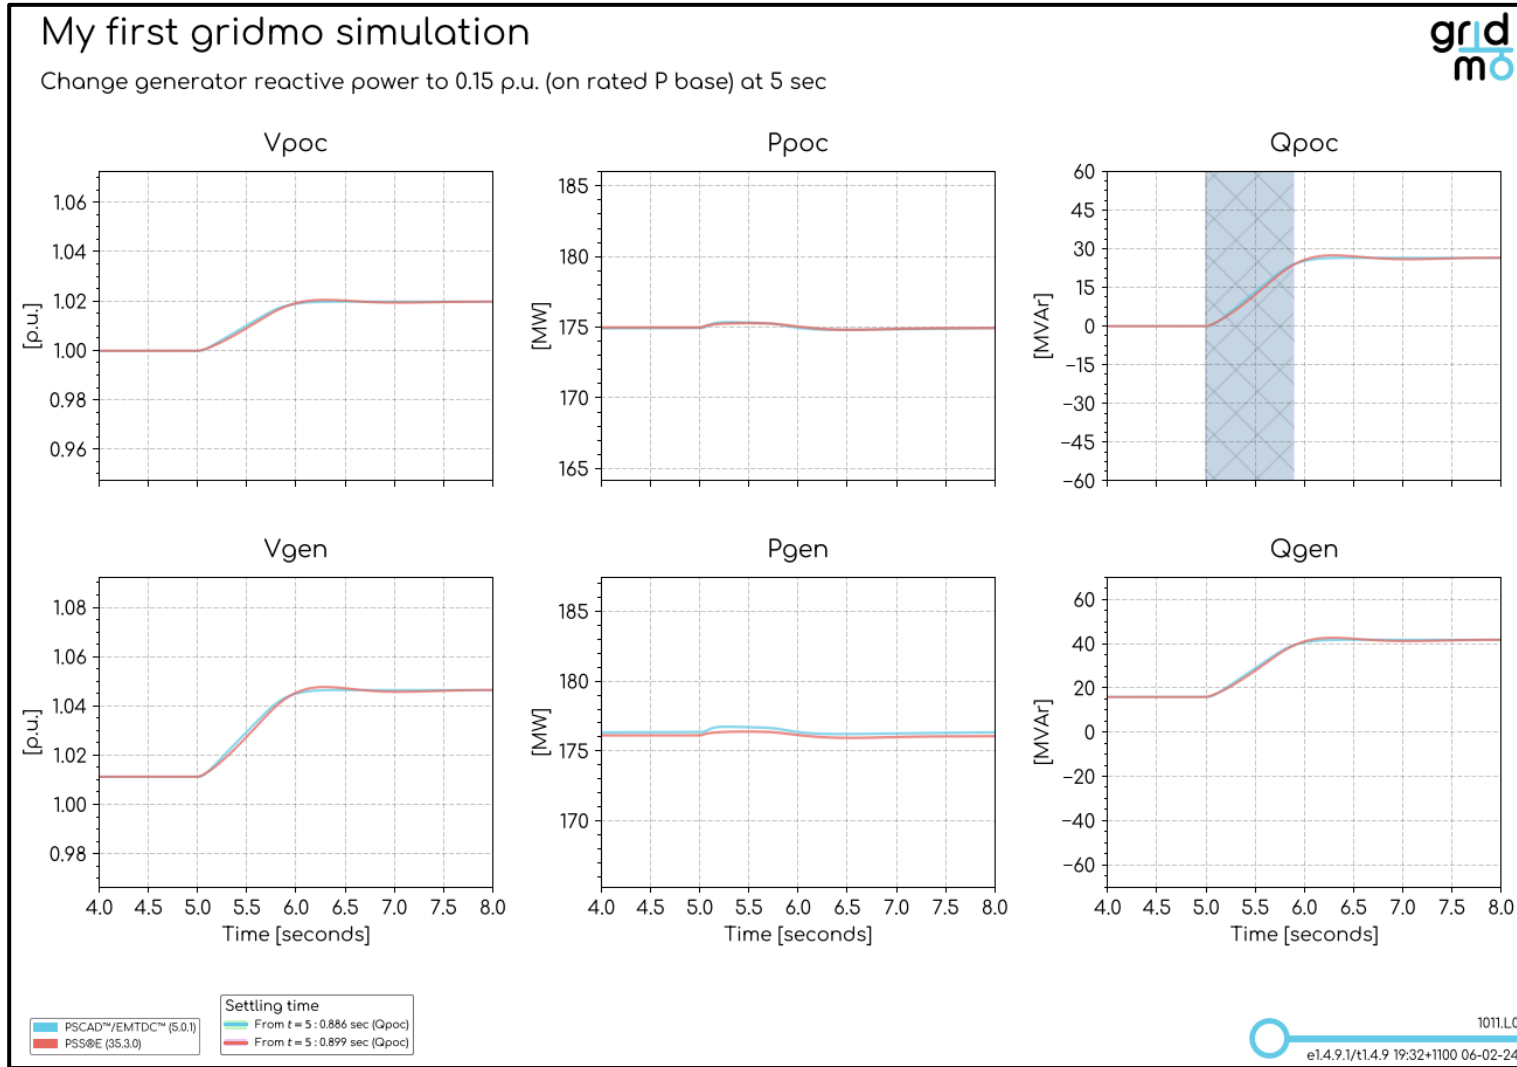 My first gridmo simulation
Change generator reactive power to 0.15 p.u. (on rated P base) at 5 sec
grid
mo
Vpoc
Ppoc
Qpoc
1.06
1.04
1.02
1.00
0.98
0.96
[p.u.]
185
180
175
170
165
[MW]
60
45
30
15
0
−15
−30
−45
−60
[MVAr]
Vgen
Pgen
Qgen
1.08
1.06
1.04
1.02
1.00
0.98
[p.u.]
185
180
175
170
[MW]
60
40
20
0
−20
−40
−60
[MVAr]
4.0 4.5 5.0 5.5 6.0 6.5 7.0 7.5 8.0
4.0 4.5 5.0 5.5 6.0 6.5 7.0 7.5 8.0
4.0 4.5 5.0 5.5 6.0 6.5 7.0 7.5 8.0
Time [seconds]
Time [seconds]
Time [seconds]
PSCAD™/EMTDC™ (5.0.1)
PSS®E (35.3.0)
Settling time
From t = 5 : 0.886 sec (Qpoc)
From t = 5 : 0.899 sec (Qpoc)
1011.L0
e1.4.9.1/t1.4.9 19:32+1100 06-02-24